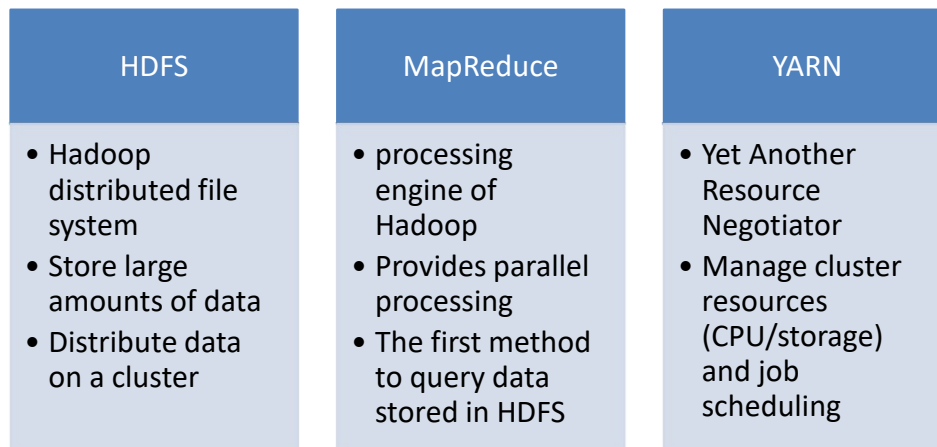 HDFS
• Hadoop
distributed file
system
• Store large
amounts of data
• Distribute data
on a cluster
MapReduce
• processing
engine of
Hadoop
• Provides parallel
processing
• The first method
to query data
stored in HDFS
YARN
• Yet Another
Resource
Negotiator
• Manage cluster
resources
(CPU/storage)
and job
scheduling